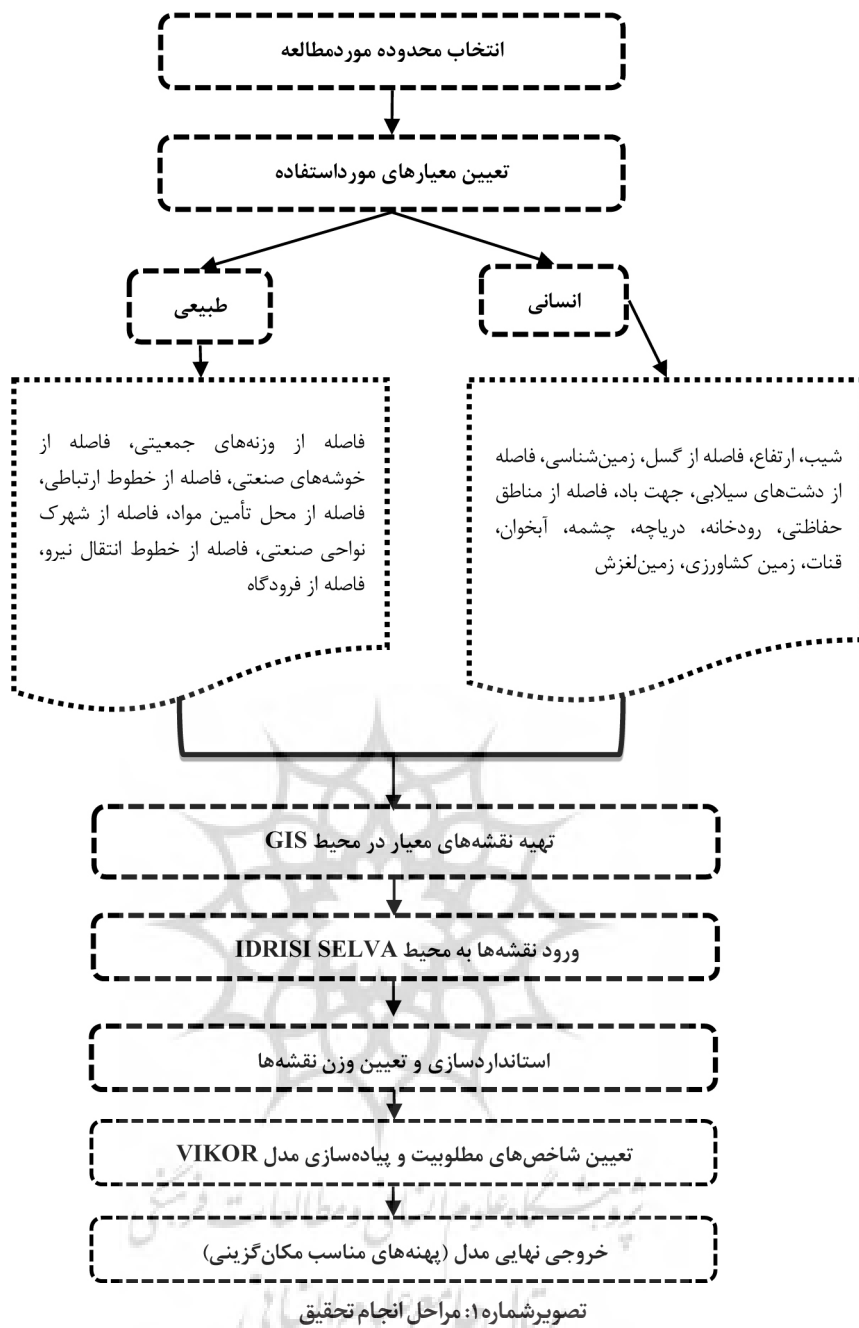 انتخاب محدوده موردمطالعه
تعیین معیارهای مورداستفاده
انسانی
طبیعی
شیب، ارتفاع، فاصله از گسل، زمین‌شناسی، فاصله
از دشت‌های سیلابی، جهت باد، فاصله از مناطق
حفاظتی، رودخانه، دریاچه، چشمه، آبخوان،
قنات، زمین کشاورزی، زمین‌لغزش
فاصله از وزنه‌های جمعیتی، فاصله از
خوشه‌های صنعتی، فاصله از خطوط ارتباطی،
فاصله از محل تأمین مواد، فاصله از شهرک
نواحی صنعتی، فاصله از خطوط انتقال نیرو،
فاصله از فرودگاه
تهیه نقشه‌های معیار در محیط GIS
ورود نقشه‌ها به محیط IDRISI SELVA
استانداردسازی و تعیین وزن نقشه‌ها
تعیین شاخص‌های مطلوبیت و پیاده‌سازی مدل VIKOR
پژوهشگاه علوم انسانی و مطالعات فرهنگی
خروجی نهایی مدل (پهنه‌های مناسب مکان‌گزینی)
تصویرشماره ۱: مراحل انجام تحقیق